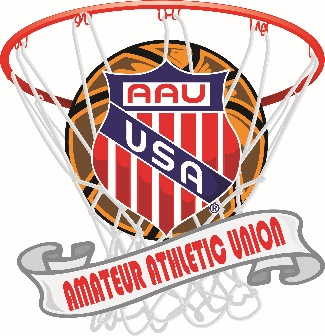 AAU
USA
®
AMATEUR ATHLETIC UNION